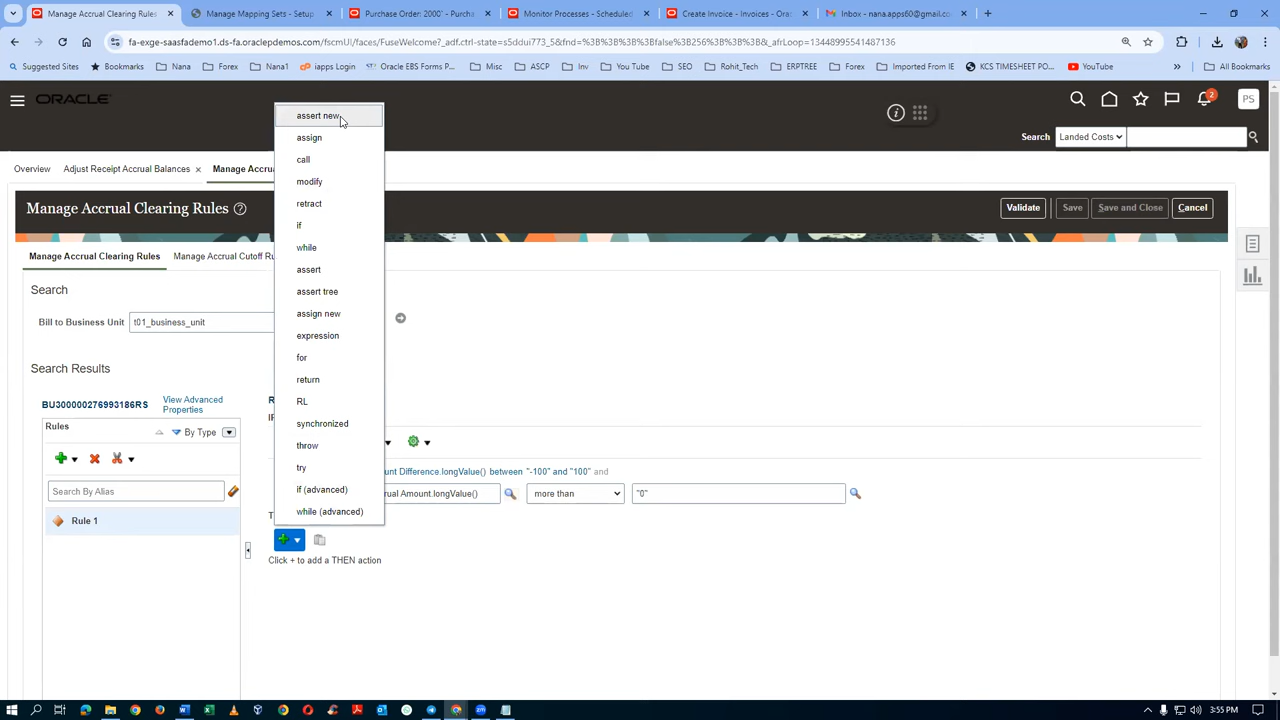 Manage Accrual Clearing Rules
Manage Mapping Sets - Setup
Purchase Order: 2000" - Purcha
Monitor Processes - Scheduled
Create Invoice - Invoices - Orac
Inbox - nana.apps60@gmail.co
fa-exge-saasfademo1.ds-fa.oraclepdemos.com/fscmUI/faces/FuseWelcome?_adf.ctrl-state=s5ddui773_5&fnd=%3B%3B%3B%3Bfalse%3B256%3B%3B%3B&_afrLoop=13448995541487136
Suggested Sites
Bookmarks
Nana
Forex
Nana1
iapps Login
Oracle EBS Forms P...
Misc
ASCP
Inv
You Tube
SEO
Rohit_Tech
ERPTREE
Forex
Imported From IE
KCS TIMESHEET PO...
YouTube
All Bookmarks
ORACLE
2
PS
Search
Landed Costs
Overview
Adjust Receipt Accrual Balances
Manage Accru
Manage Accrual Clearing Rules
Validate
Save
Save and Close
Cancel
Manage Accrual Clearing Rules
Manage Accrual Cutoff Ru
Search
Bill to Business Unit
t01_business_unit
Search Results
BU300000276993186RS
View Advanced
Properties
Rules
By Type
Search By Alias
Rule 1
assert new
assign
call
modify
retract
if
while
assert
assert tree
assign new
expression
for
return
RL
synchronized
throw
try
if (advanced)
while (advanced)
R
IF
unt Difference.longValue() between "-100" and "100" and
rual Amount.longValue()
more than
"0"
T
Click + to add a THEN action
3:55 PM